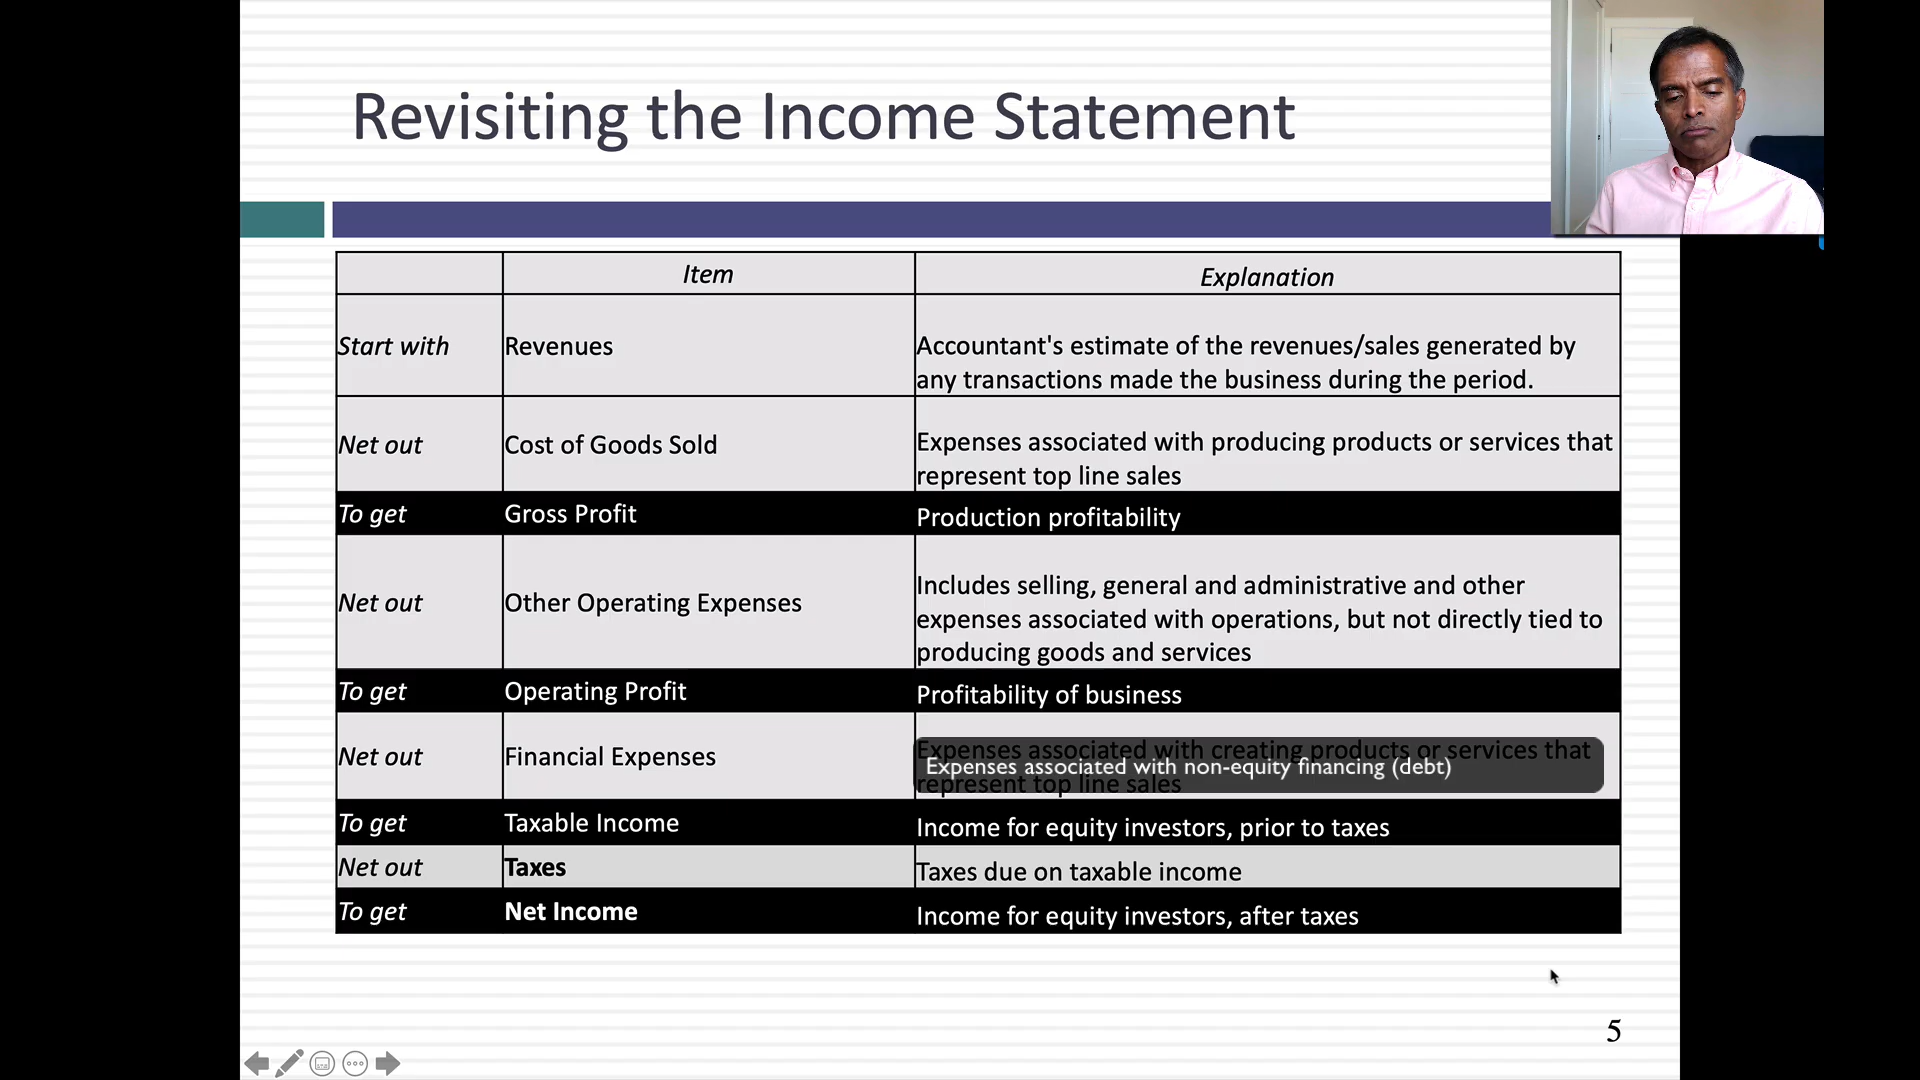 Revisiting the Income Statement
Item
Explanation
Start with
Revenues
Accountant's estimate of the revenues/sales generated by
any transactions made the business during the period.
Net out
Cost of Goods Sold
Expenses associated with producing products or services that
represent top line sales
To get
Gross Profit
Production profitability
Net out
Other Operating Expenses
Includes selling, general and administrative and other
expenses associated with operations, but not directly tied to
producing goods and services
To get
Operating Profit
Profitability of business
Net out
Financial Expenses
Expenses associated with creating products or services that
Expenses associated with non-equity financing (debt)
represent top line sales
To get
Taxable Income
Income for equity investors, prior to taxes
Net out
Taxes
Taxes due on taxable income
To get
Net Income
Income for equity investors, after taxes
5